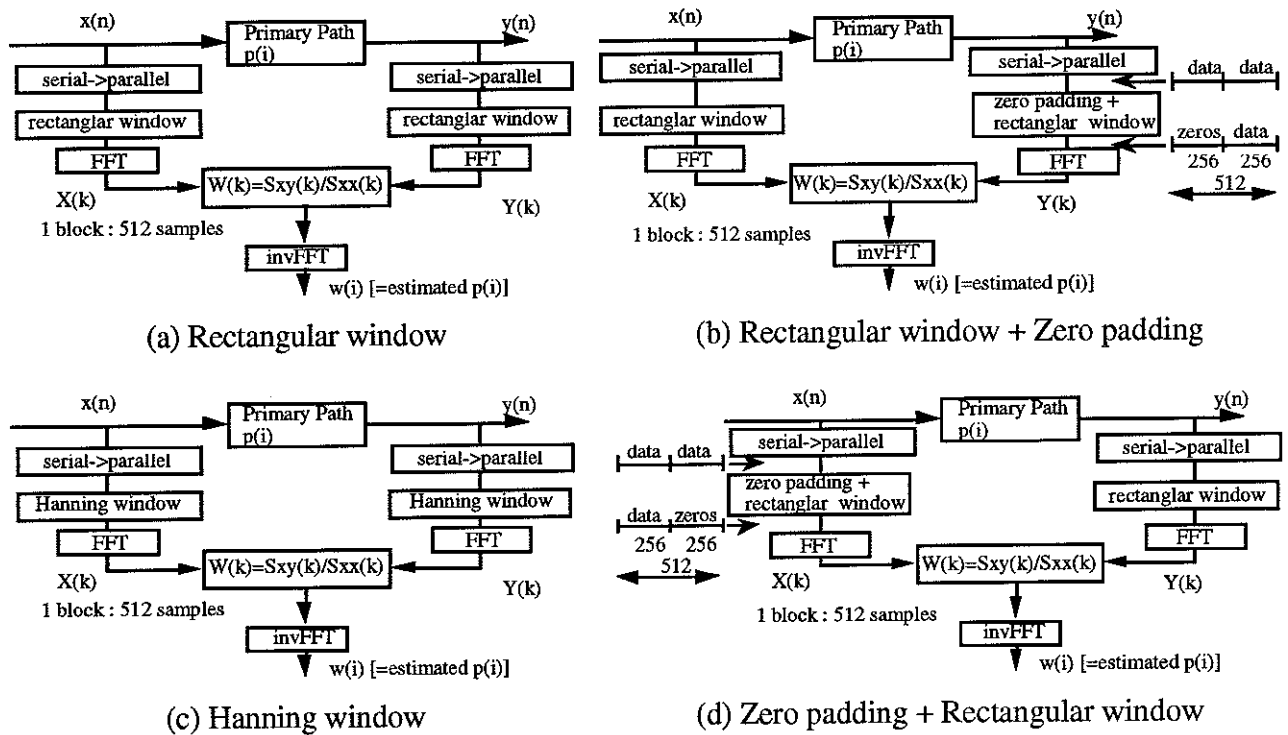 x(n)
Primary Path
p(i)
y(n)
serial->parallel
serial->parallel
rectanglar window
rectanglar window
FFT
FFT
X(k)
W(k)=Sxy(k)/Sxx(k)
Y(k)
1 block : 512 samples
invFFT
w(i) [=estimated p(i)]
(a) Rectangular window
x(n)
Primary Path
p(i)
y(n)
serial->parallel
serial->parallel
data data
rectanglar window
zero padding +
rectanglar window
zeros data
256 256
512
FFT
FFT
X(k)
W(k)=Sxy(k)/Sxx(k)
Y(k)
1 block : 512 samples
invFFT
w(i) [=estimated p(i)]
(b) Rectangular window + Zero padding
x(n)
Primary Path
p(i)
y(n)
serial->parallel
serial->parallel
Hanning window
Hanning window
FFT
FFT
X(k)
W(k)=Sxy(k)/Sxx(k)
Y(k)
1 block : 512 samples
invFFT
w(i) [=estimated p(i)]
(c) Hanning window
x(n)
Primary Path
p(i)
y(n)
serial->parallel
serial->parallel
data data
zero padding +
rectanglar window
rectanglar window
data zeros
256 256
512
FFT
FFT
X(k)
W(k)=Sxy(k)/Sxx(k)
Y(k)
1 block : 512 samples
invFFT
w(i) [=estimated p(i)]
(d) Zero padding + Rectangular window